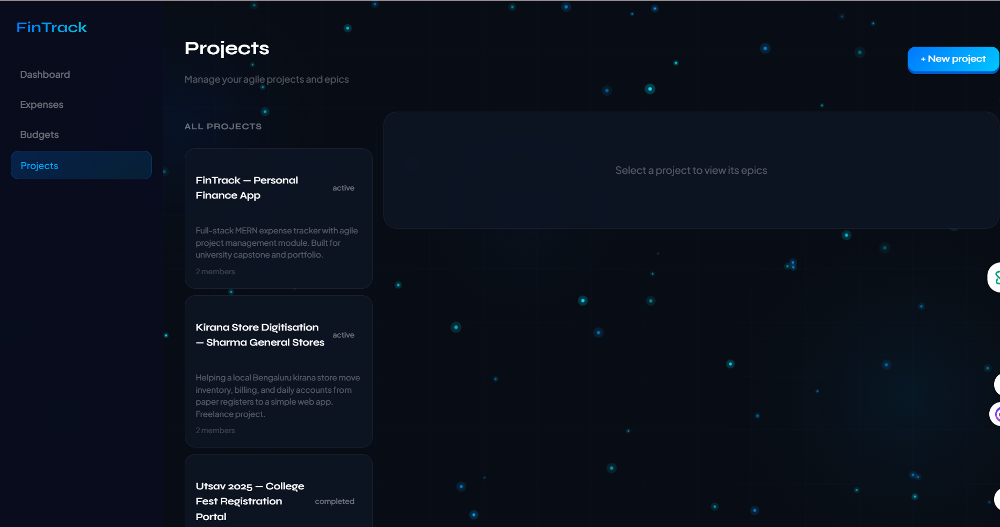 FinTrack
Dashboard
Expenses
Budgets
Projects
Projects
Manage your agile projects and epics
+ New project
ALL PROJECTS
FinTrack — Personal
Finance App
active
Full-stack MERN expense tracker with agile
project management module. Built for
university capstone and portfolio.
2 members
Kirana Store Digitisation
— Sharma General Stores
active
Helping a local Bengaluru kirana store move
inventory, billing, and daily accounts from
paper registers to a simple web app.
Freelance project.
2 members
Utsav 2025 — College
Fest Registration
Portal
completed
Select a project to view its epics